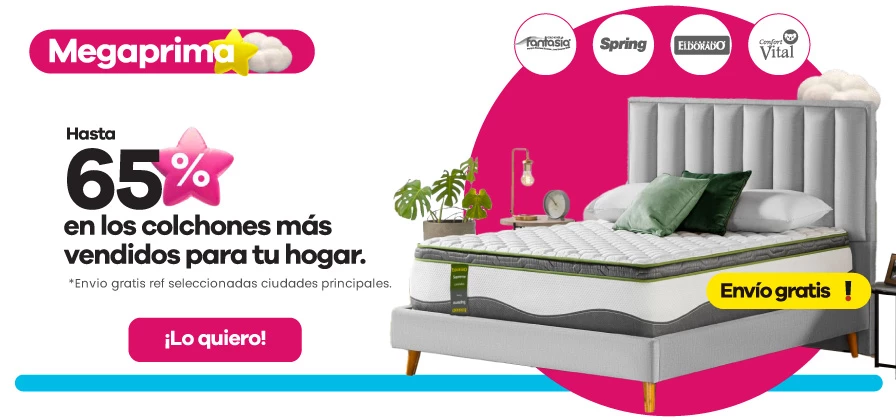 Megaprima
fantasia
Spring
ELDORADO
Confort
Vital
Hasta
65%
en los colchones más
vendidos para tu hogar.
*Envio gratis ref seleccionadas ciudades principales.
Envío gratis !
¡Lo quiero!